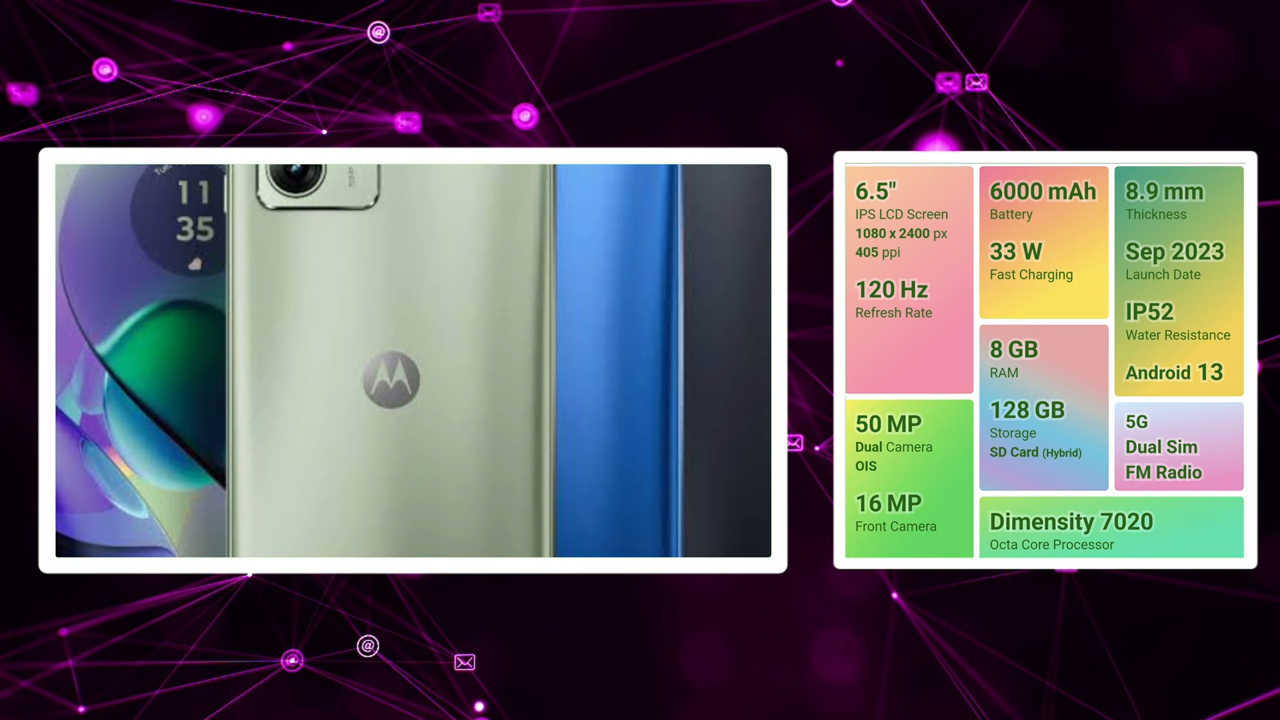 11
35
6.5"
IPS LCD Screen
1080 x 2400 px
405 ppi
120 Hz
Refresh Rate
50 MP
Dual Camera
OIS
16 MP
Front Camera
6000 mAh
Battery
33 W
Fast Charging
8 GB
RAM
128 GB
Storage
SD Card (Hybrid)
8.9 mm
Thickness
Sep 2023
Launch Date
IP52
Water Resistance
Android 13
5G
Dual Sim
FM Radio
Dimensity 7020
Octa Core Processor